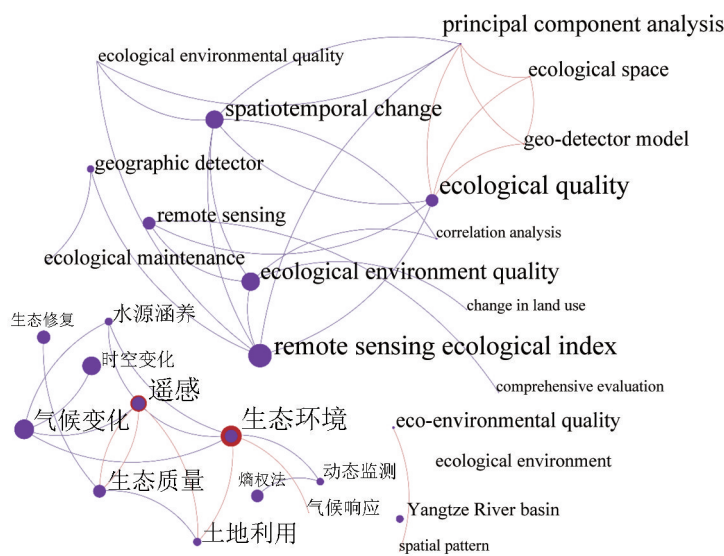 principal component analysis
ecological environmental quality
ecological space
spatiotemporal change
geo-detector model
geographic detector
ecological quality
remote sensing
correlation analysis
ecological maintenance
ecological environment quality
change in land use
生态修复
水源涵养
remote sensing ecological index
时空变化
comprehensive evaluation
遥感
气候变化
生态环境
eco-environmental quality
ecological environment
生态质量
熵权法
动态监测
气候响应
Yangtze River basin
土地利用
spatial pattern